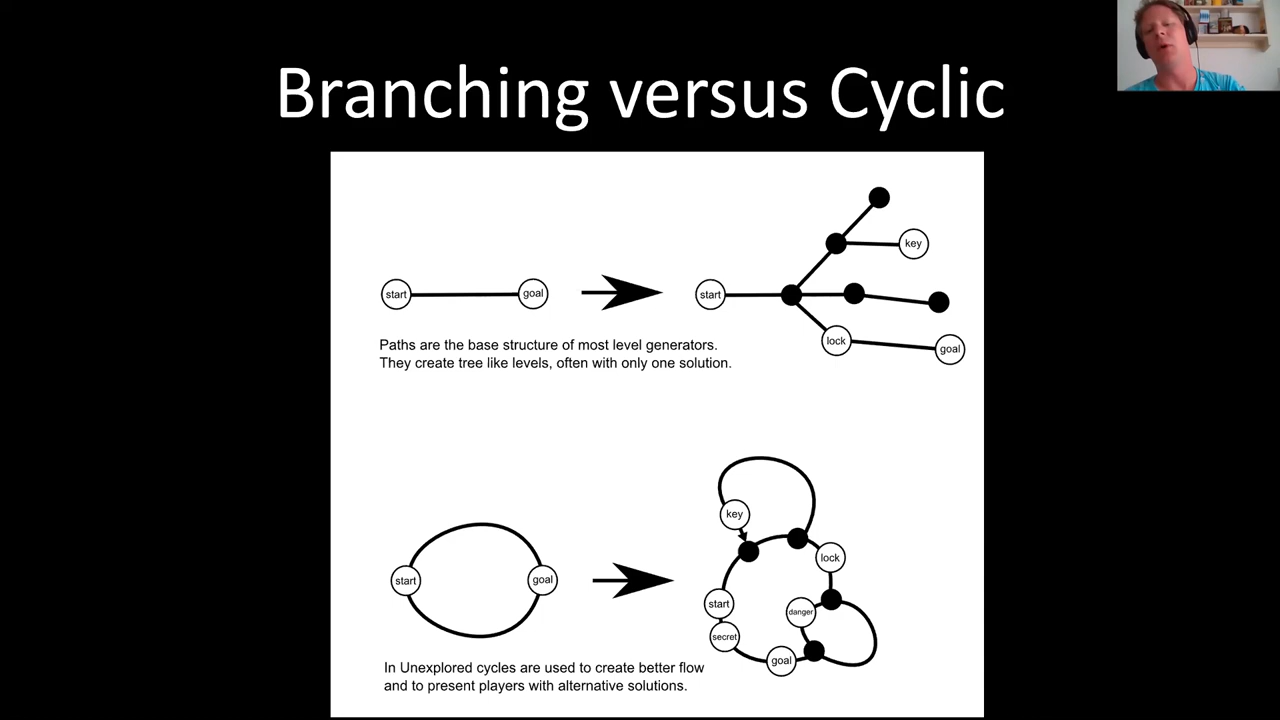 Branching versus Cyclic
key
start
goal
start
lock
goal
Paths are the base structure of most level generators.
They create tree like levels, often with only one solution.
key
lock
start
goal
start
danger
secret
goal
In Unexplored cycles are used to create better flow
and to present players with alternative solutions.